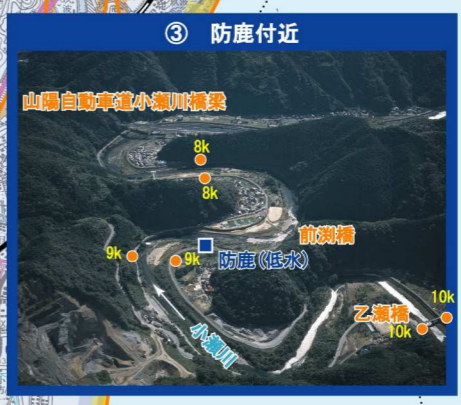 ③ 防鹿付近
山陽自動車道小瀬川橋梁
8k
8k
前渕橋
9k
9k
防鹿(低水)
10k
乙瀬橋
10k
小瀬川